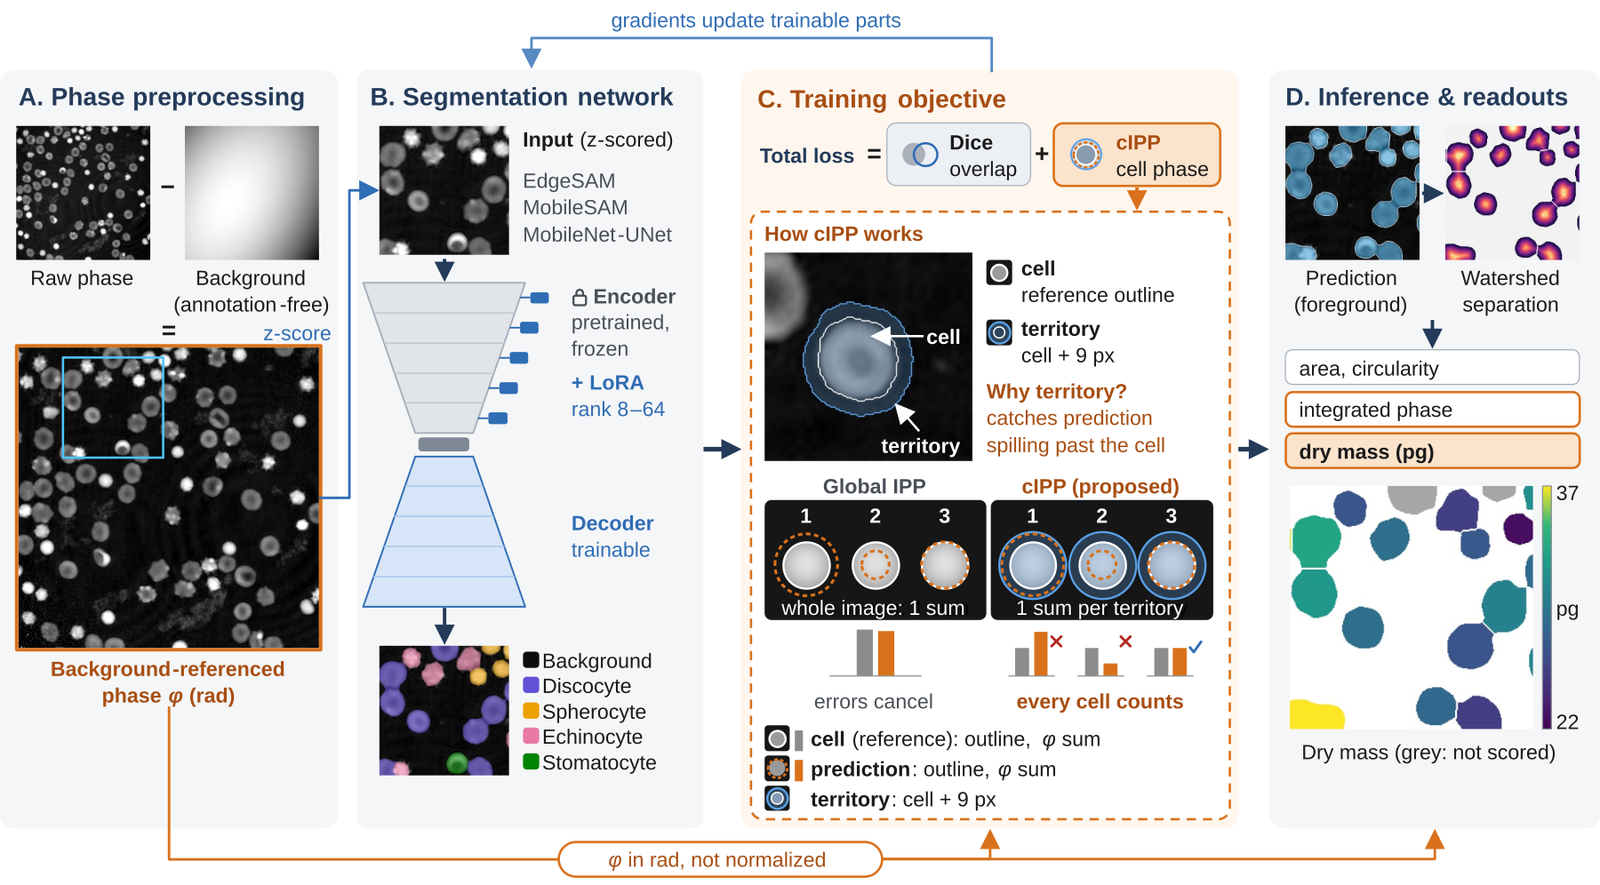 gradients update trainable parts
A. Phase preprocessing
−
Raw phase
Background
(annotation-free)
=
z-score
Background-referenced
phase φ (rad)
B. Segmentation network
Input (z-scored)
EdgeSAM
MobileSAM
MobileNet-UNet
Encoder
pretrained,
frozen
+ LoRA
rank 8–64
Decoder
trainable
Background
Discocyte
Spherocyte
Echinocyte
Stomatocyte
C. Training objective
Total loss =
Dice
overlap
+
cIPP
cell phase
How cIPP works
cell
territory
cell
reference outline
territory
cell + 9 px
Why territory?
catches prediction
spilling past the cell
Global IPP
1 2 3
whole image: 1 sum
errors cancel
cIPP (proposed)
1 2 3
1 sum per territory
every cell counts
cell (reference): outline, φ sum
prediction: outline, φ sum
territory: cell + 9 px
D. Inference & readouts
Prediction
(foreground)
Watershed
separation
area, circularity
integrated phase
dry mass (pg)
37
pg
22
Dry mass (grey: not scored)
φ in rad, not normalized